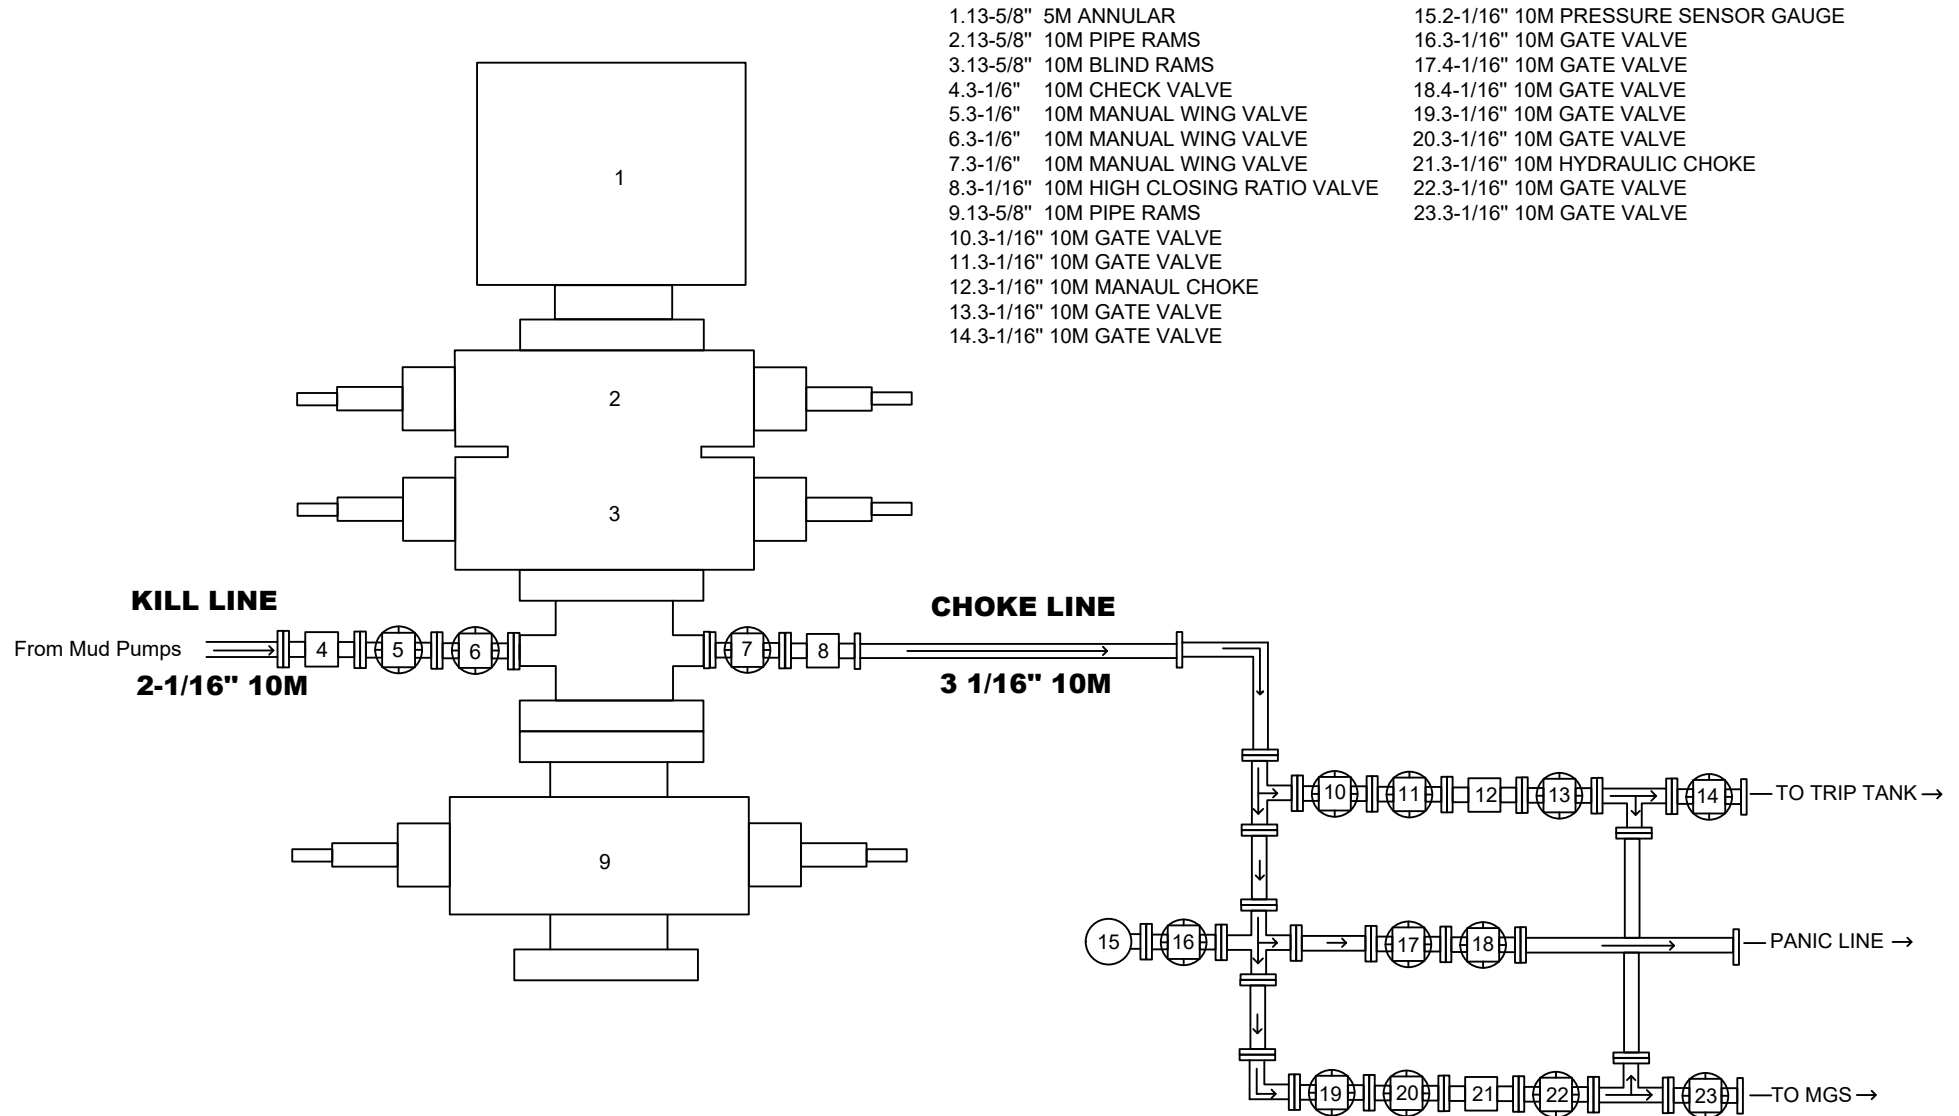 1.13-5/8" 5M ANNULAR
2.13-5/8" 10M PIPE RAMS
3.13-5/8" 10M BLIND RAMS
4.3-1/6" 10M CHECK VALVE
5.3-1/6" 10M MANUAL WING VALVE
6.3-1/6" 10M MANUAL WING VALVE
7.3-1/6" 10M MANUAL WING VALVE
8.3-1/16" 10M HIGH CLOSING RATIO VALVE
9.13-5/8" 10M PIPE RAMS
10.3-1/16" 10M GATE VALVE
11.3-1/16" 10M GATE VALVE
12.3-1/16" 10M MANAUL CHOKE
13.3-1/16" 10M GATE VALVE
14.3-1/16" 10M GATE VALVE
15.2-1/16" 10M PRESSURE SENSOR GAUGE
16.3-1/16" 10M GATE VALVE
17.4-1/16" 10M GATE VALVE
18.4-1/16" 10M GATE VALVE
19.3-1/16" 10M GATE VALVE
20.3-1/16" 10M GATE VALVE
21.3-1/16" 10M HYDRAULIC CHOKE
22.3-1/16" 10M GATE VALVE
23.3-1/16" 10M GATE VALVE
1
2
3
KILL LINE
From Mud Pumps
4 5 6
2-1/16" 10M
7 8
CHOKE LINE
3 1/16" 10M
9
10 11 12 13 14 TO TRIP TANK
15 16 17 18 PANIC LINE
19 20 21 22 23 TO MGS